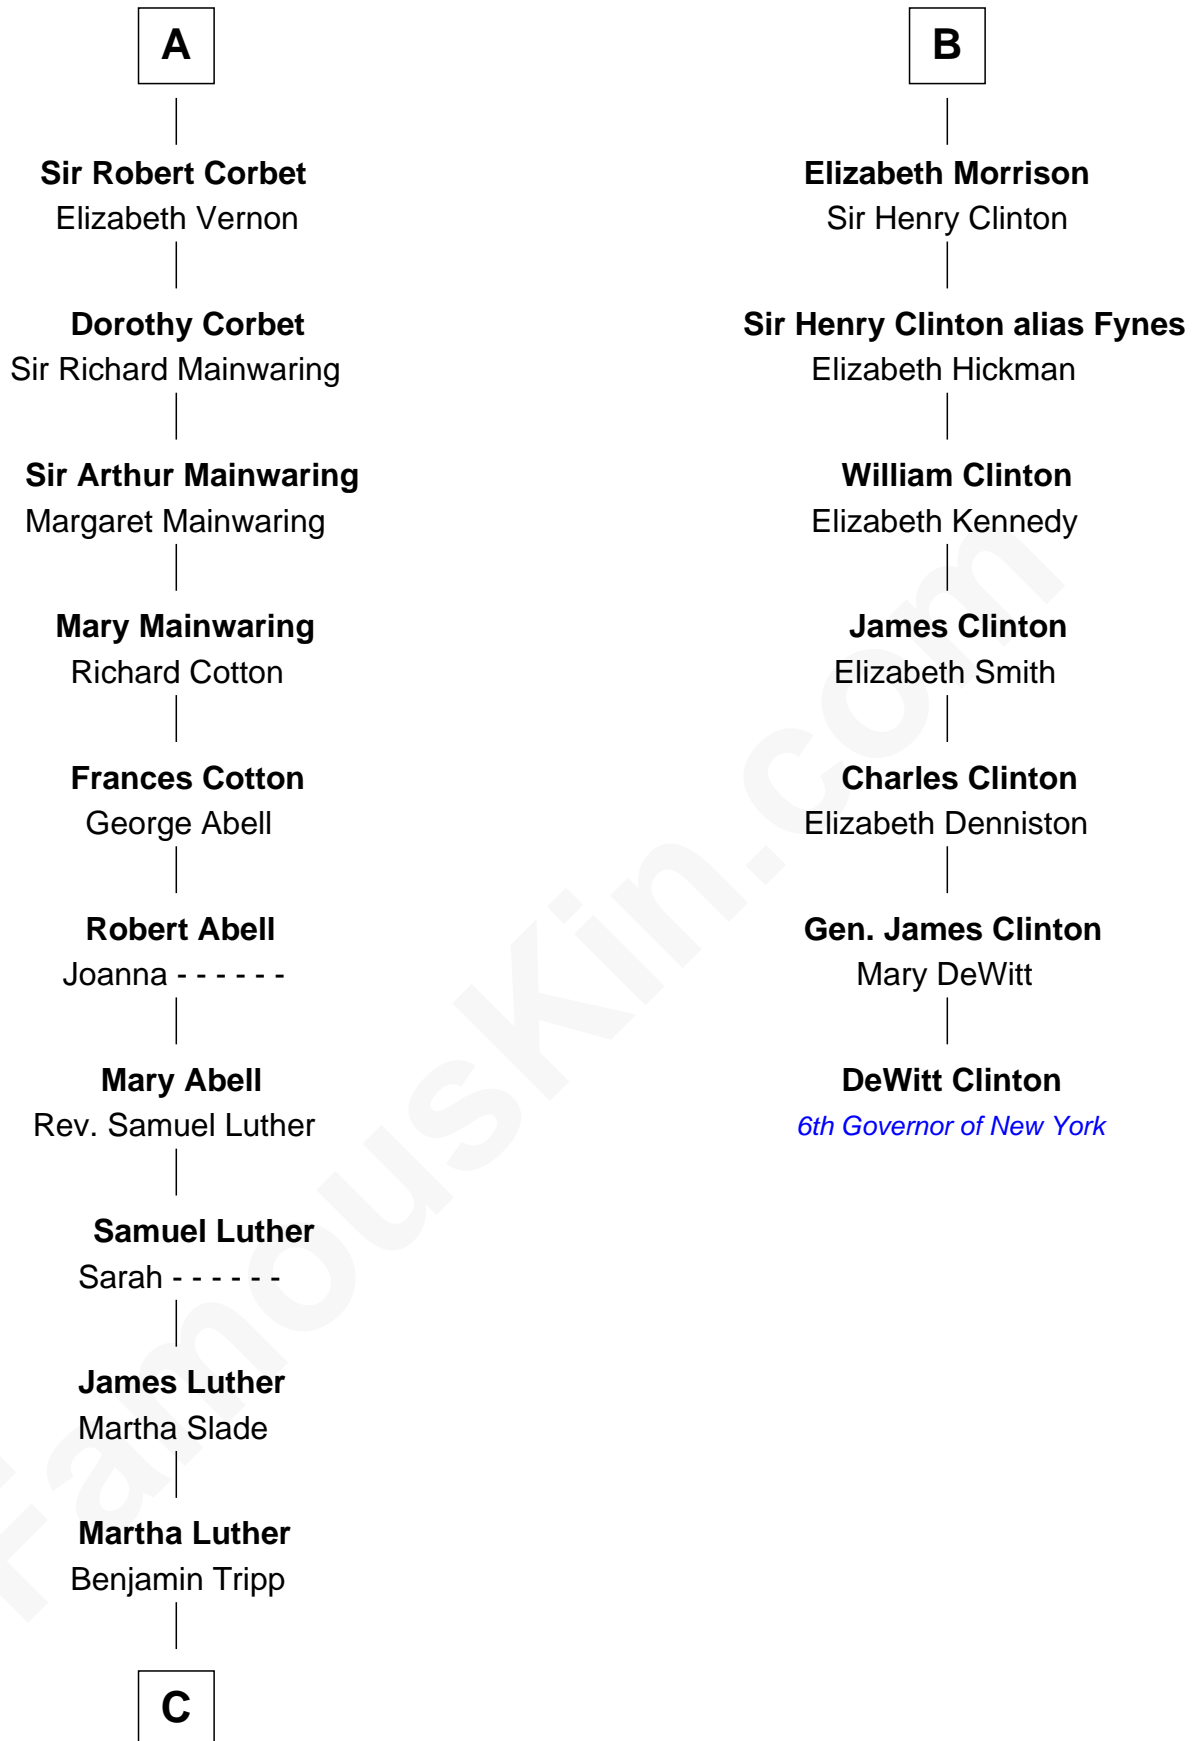 A
Sir Robert Corbet
Elizabeth Vernon
Dorothy Corbet
Sir Richard Mainwaring
Sir Arthur Mainwaring
Margaret Mainwaring
Mary Mainwaring
Richard Cotton
Frances Cotton
George Abell
Robert Abell
Joanna - - - - - -
Mary Abell
Rev. Samuel Luther
Samuel Luther
Sarah - - - - - -
James Luther
Martha Slade
Martha Luther
Benjamin Tripp
C
B
Elizabeth Morrison
Sir Henry Clinton
Sir Henry Clinton alias Fynes
Elizabeth Hickman
William Clinton
Elizabeth Kennedy
James Clinton
Elizabeth Smith
Charles Clinton
Elizabeth Denniston
Gen. James Clinton
Mary DeWitt
DeWitt Clinton
6th Governor of New York
FamousKin.com